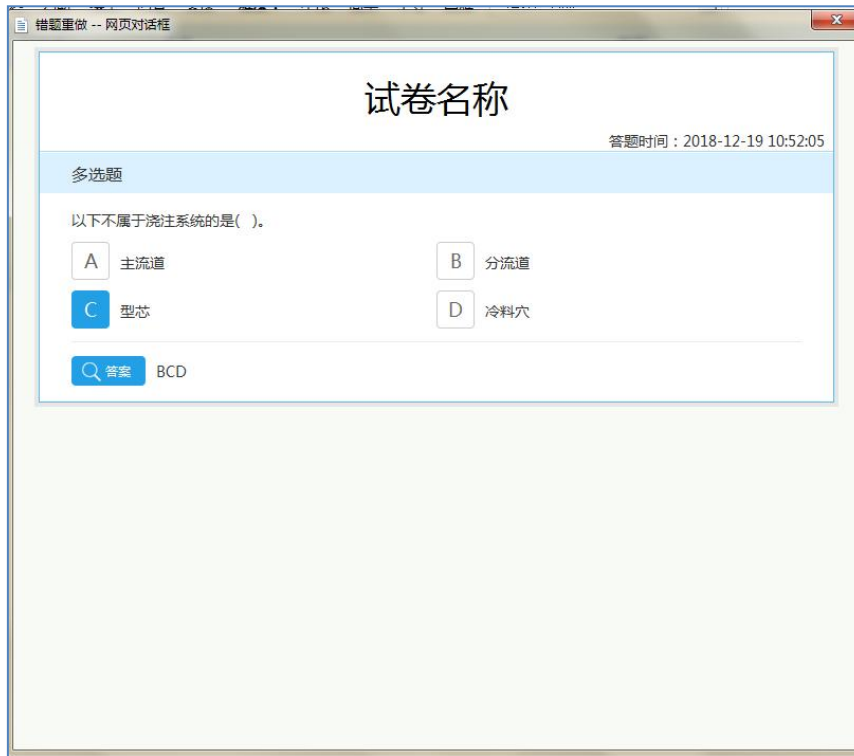 错题重做 -- 网页对话框
试卷名称
答题时间：2018-12-19 10:52:05
多选题
以下不属于浇注系统的是( )。
A 主流道 B 分流道
C 型芯 D 冷料穴
答案 BCD